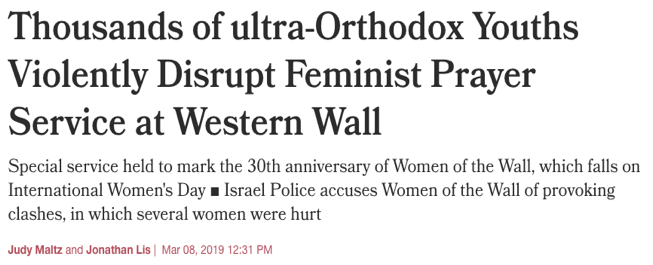 Thousands of ultra-Orthodox Youths
Violently Disrupt Feminist Prayer
Service at Western Wall
Special service held to mark the 30th anniversary of Women of the Wall, which falls on
International Women's Day ■ Israel Police accuses Women of the Wall of provoking
clashes, in which several women were hurt
Judy Maltz and Jonathan Lis | Mar 08, 2019 12:31 PM